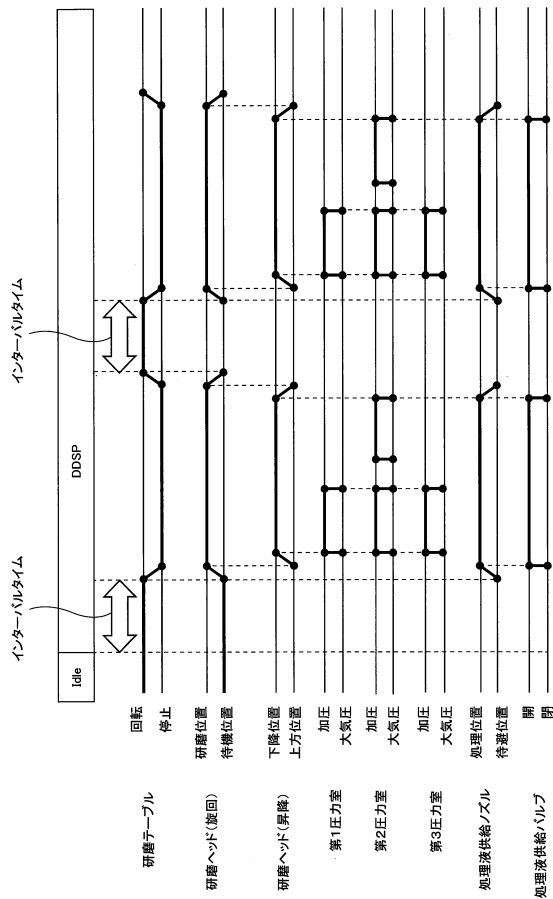 Idle
DDSP
インターバルタイム
インターバルタイム
研磨テーブル
回転
停止
研磨ヘッド(旋回)
研磨位置
待機位置
研磨ヘッド(昇降)
下降位置
上方位置
第1圧力室
加圧
大気圧
第2圧力室
加圧
大気圧
第3圧力室
加圧
大気圧
処理液供給ノズル
処理位置
待避位置
処理液供給バルブ
開
閉